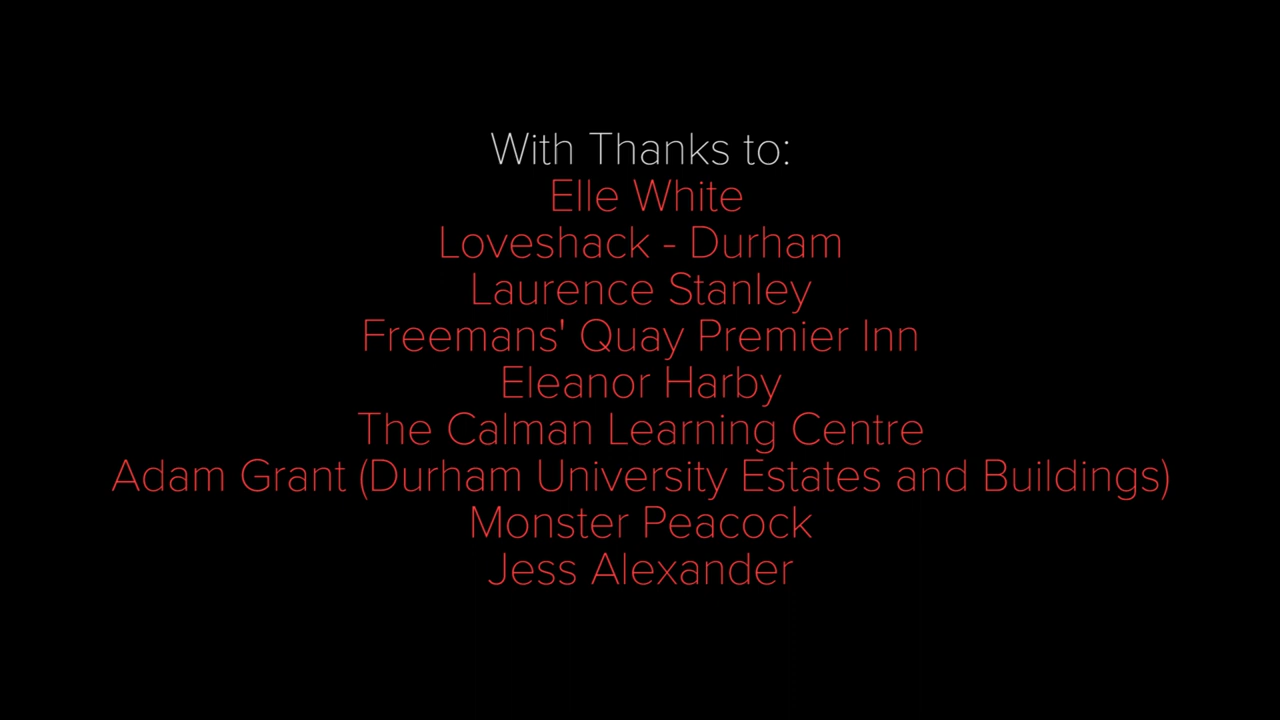 With Thanks to:
Elle White
Loveshack - Durham
Laurence Stanley
Freemans' Quay Premier Inn
Eleanor Harby
The Calman Learning Centre
Adam Grant (Durham University Estates and Buildings)
Monster Peacock
Jess Alexander